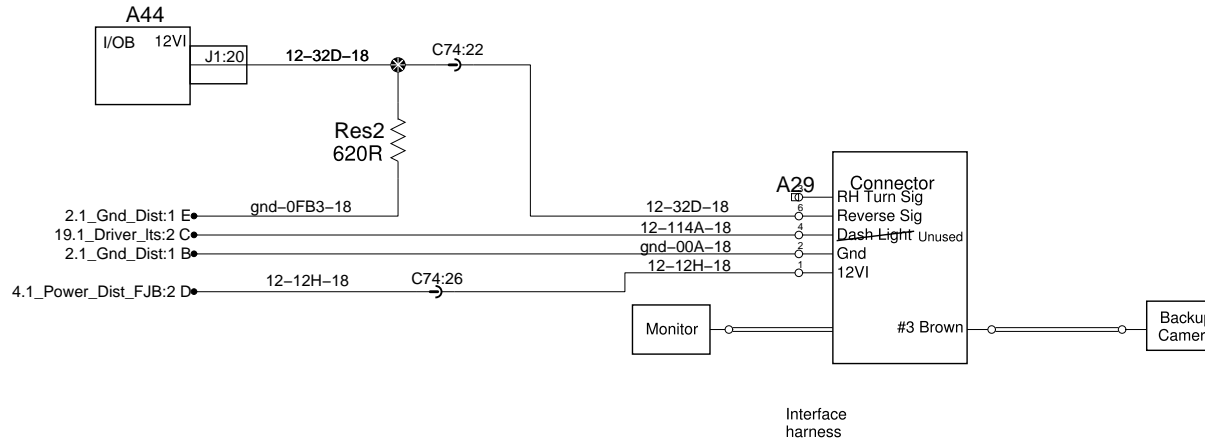 A44
I/OB 12VI
J1:20
12-32D-18
C74:22
Res2
620R
gnd-0FB3-18
2.1_Gnd_Dist:1 E
19.1_Driver_lts:2 C
2.1_Gnd_Dist:1 B
12-12H-18
C74:26
4.1_Power_Dist_FJB:2 D
12-32D-18
12-114A-18
gnd-00A-18
12-12H-18
A29
Connector
RH Turn Sig
6
Reverse Sig
4
Dash Light Unused
2
Gnd
1
12VI
Monitor
#3 Brown
Backup
Camer
Interface
harness